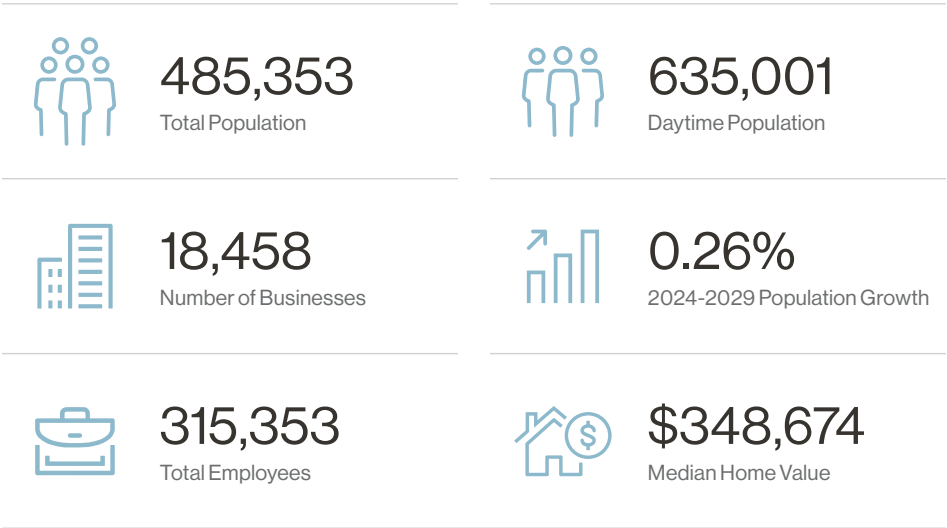 485,353
Total Population
635,001
Daytime Population
18,458
Number of Businesses
0.26%
2024-2029 Population Growth
315,353
Total Employees
$348,674
Median Home Value